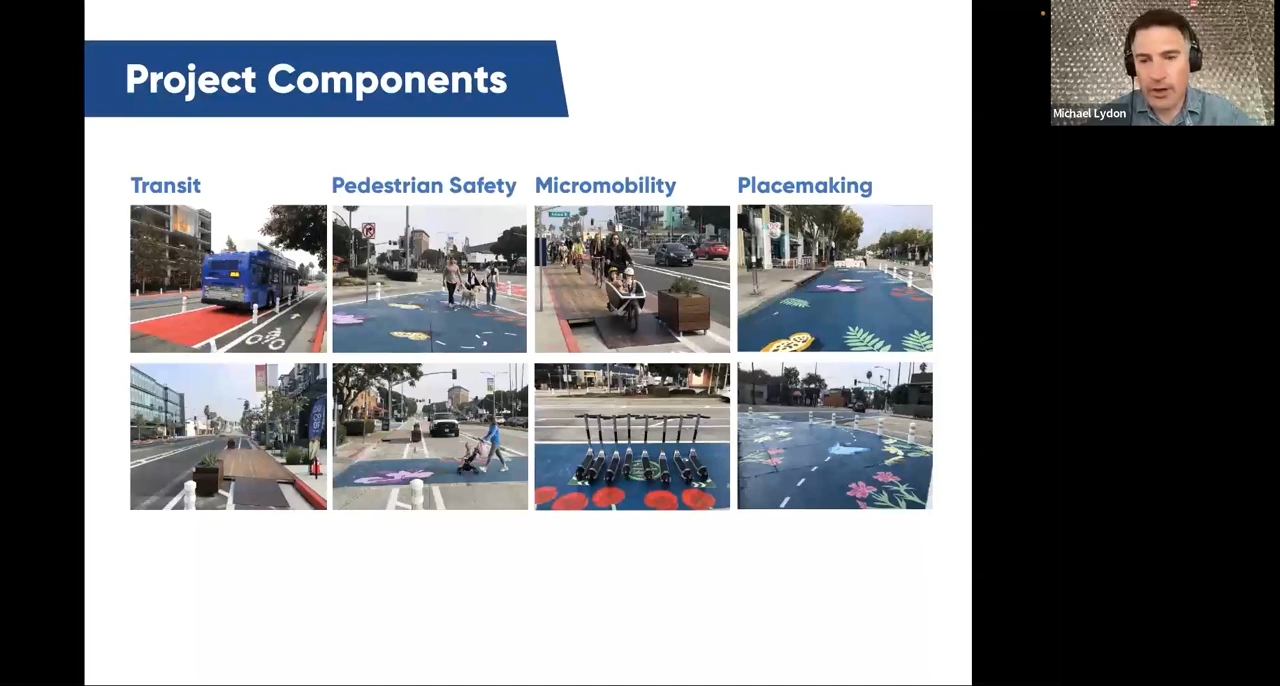 Project Components
Transit
Pedestrian Safety
Micromobility
Placemaking
Michael Lydon